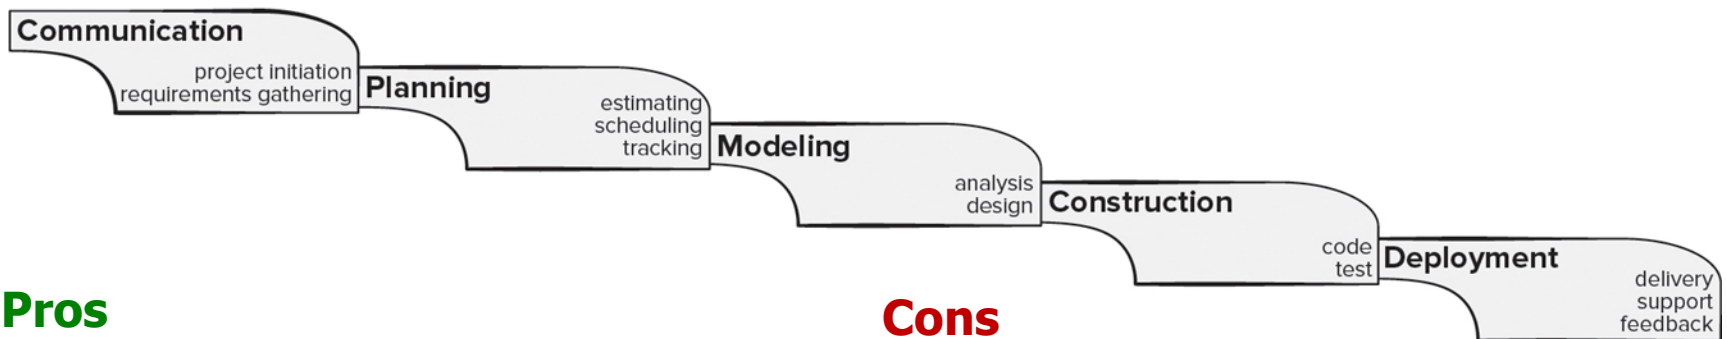 Communication
project initiation
requirements gathering
Planning
estimating
scheduling
tracking
Modeling
analysis
design
Construction
code
test
Deployment
delivery
support
feedback
Pros
Cons